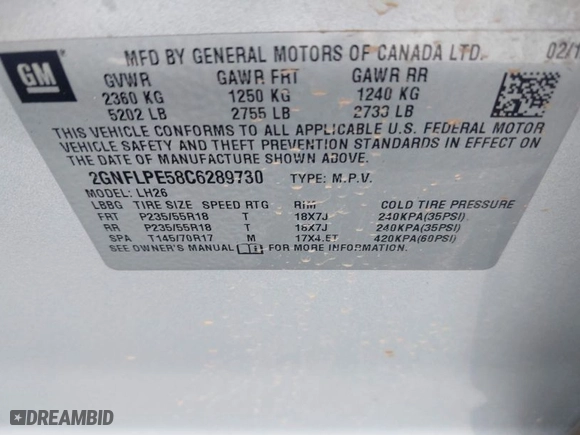 GM
MFD BY GENERAL MOTORS OF CANADA LTD. 02/1
GVWR GAWR FRT GAWR RR
2360 KG 1250 KG 1240 KG
5202 LB 2755 LB 2733 LB
THIS VEHICLE CONFORMS TO ALL APPLICABLE U.S. FEDERAL MOTOR
VEHICLE SAFETY AND THEFT PREVENTION STANDARDS IN EFFECT ON
THE DATE OF MANUFACTURE SHOWN ABOVE.
2GNFLPE58C6289730 TYPE: M.P.V.
MODEL: LH26
LBBG TIRE SIZE SPEED RTG RIM COLD TIRE PRESSURE
FRT P235/55R18 T 18X7J 240KPA(35PSI)
RR P235/55R18 T 18X7J 240KPA(35PSI)
SPA T145/70R17 M 17X4.ET 420KPA(60PSI)
SEE OWNER'S MANUAL FOR MORE INFORMATION.
DREAMBID